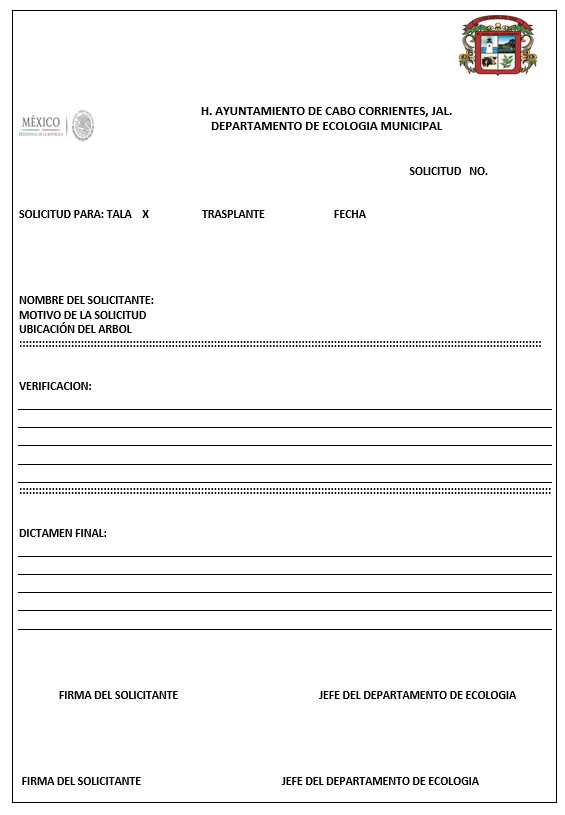 H. AYUNTAMIENTO DE CABO CORRIENTES, JAL.
DEPARTAMENTO DE ECOLOGIA MUNICIPAL
MÉXICO
PRESIDENCIA DE LA REPÚBLICA
SOLICITUD NO.
SOLICITUD PARA: TALA X TRASPLANTE FECHA
NOMBRE DEL SOLICITANTE:
MOTIVO DE LA SOLICITUD
UBICACIÓN DEL ARBOL
VERIFICACION:
DICTAMEN FINAL:
FIRMA DEL SOLICITANTE JEFE DEL DEPARTAMENTO DE ECOLOGIA
FIRMA DEL SOLICITANTE JEFE DEL DEPARTAMENTO DE ECOLOGIA